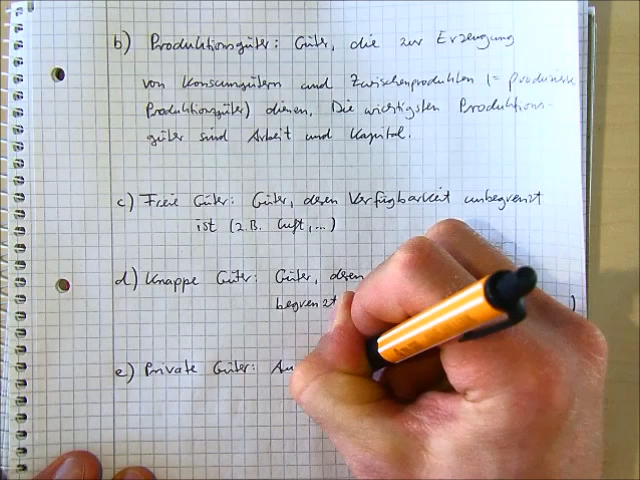 b) Produktionsgüter: Güter, die zur Erzeugung
von Konsumgütern und Zwischenprodukten (= produzierte
Produktionsgüter) dienen. Die wichtigsten Produktions-
güter sind Arbeit und Kapital.
c) Freie Güter: Güter, deren Verfügbarkeit unbegrenzt
ist (z.B. Luft, ...)
d) Knappe Güter: Güter, deren
begrenzt )
e) Private Güter: Au